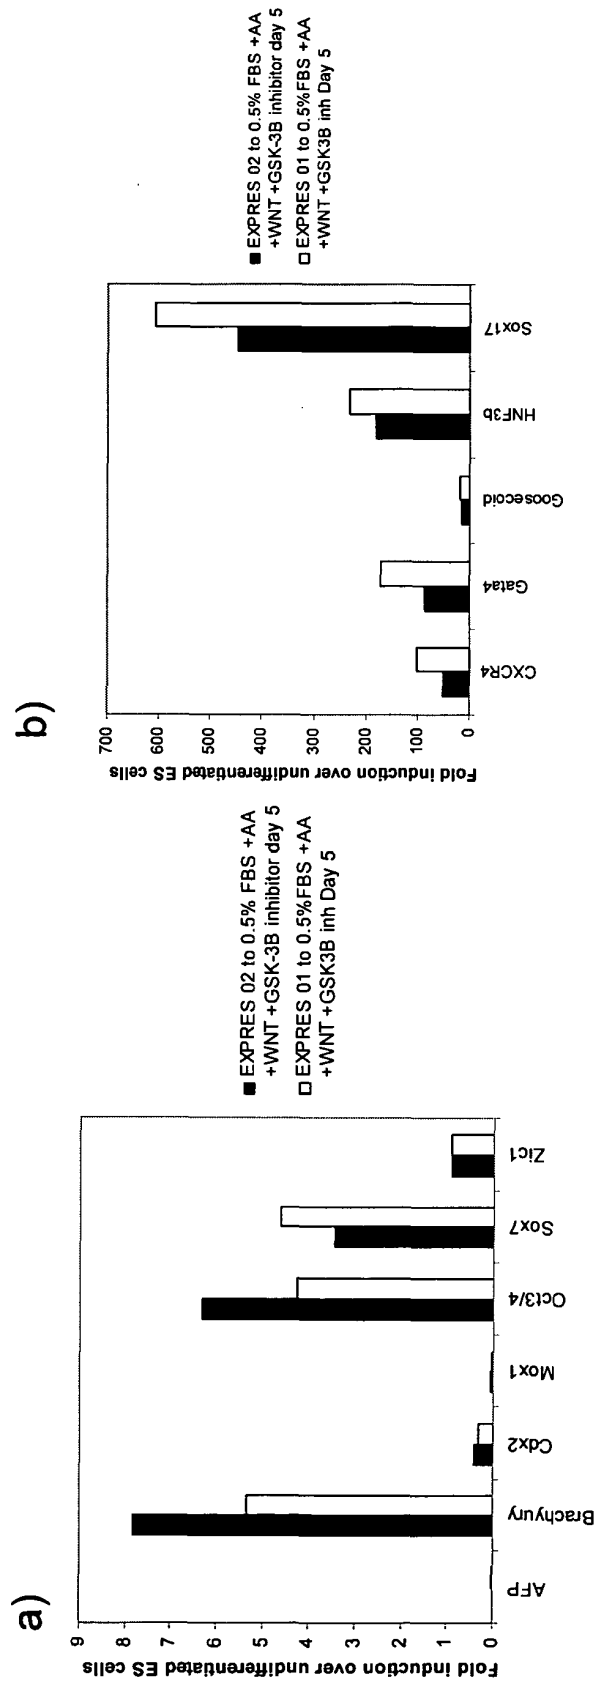 a)
Fold induction over undifferentiated ES cells
9
8
7
6
5
4
3
2
1
0
AFP
Brachyury
Cdx2
Mox1
Oct3/4
Sox7
Zic1
■ EXPRES 02 to 0.5% FBS +AA
+WNT +GSK-3B inhibitor day 5
□ EXPRES 01 to 0.5%FBS +AA
+WNT +GSK3B inh Day 5
b)
Fold induction over undifferentiated ES cells
700
600
500
400
300
200
100
0
CXCR4
Gata4
Goosecoid
HNF3b
Sox17
■ EXPRES 02 to 0.5% FBS +AA
+WNT +GSK-3B inhibitor day 5
□ EXPRES 01 to 0.5%FBS +AA
+WNT +GSK3B inh Day 5